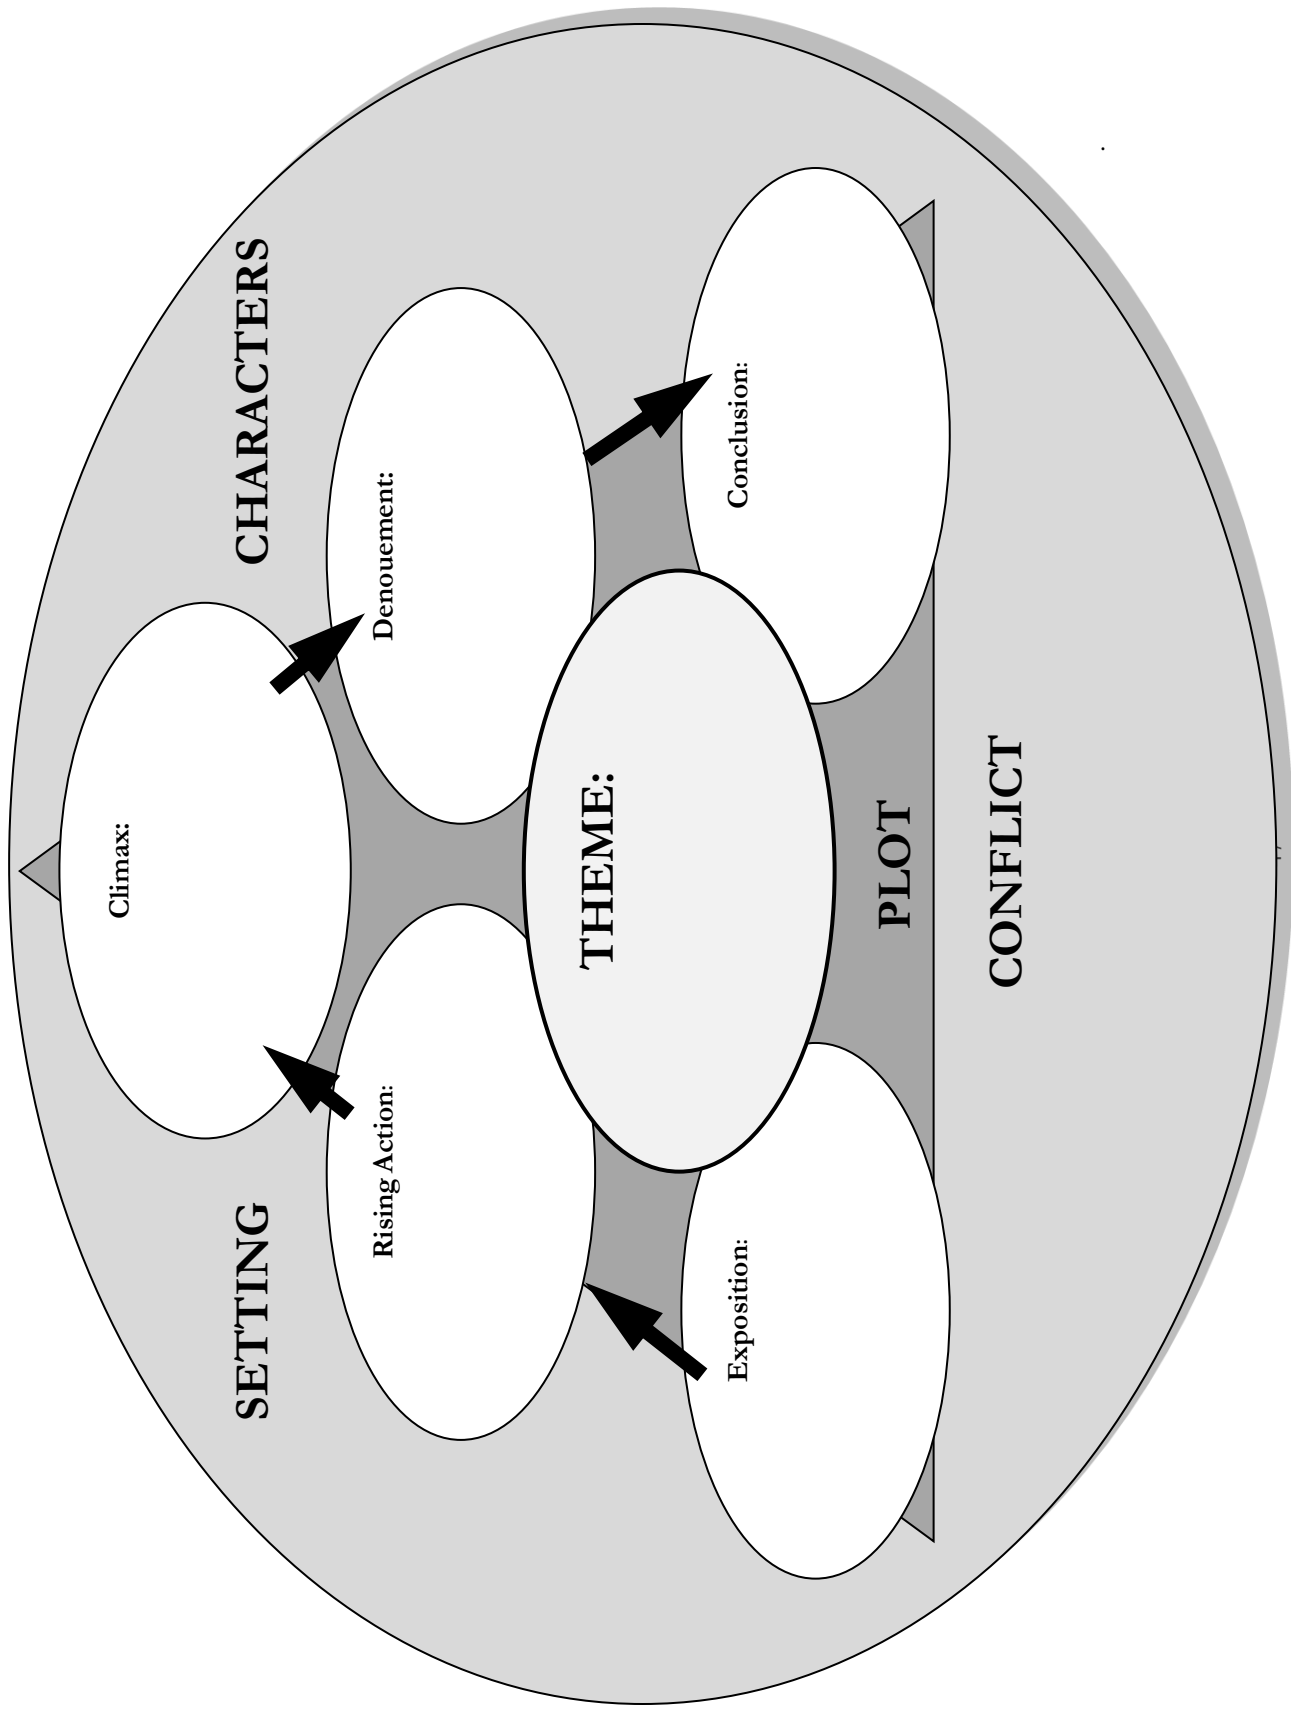 Climax:
SETTING
CHARACTERS
Rising Action:
Denouement:
THEME:
Exposition:
Conclusion:
PLOT
CONFLICT